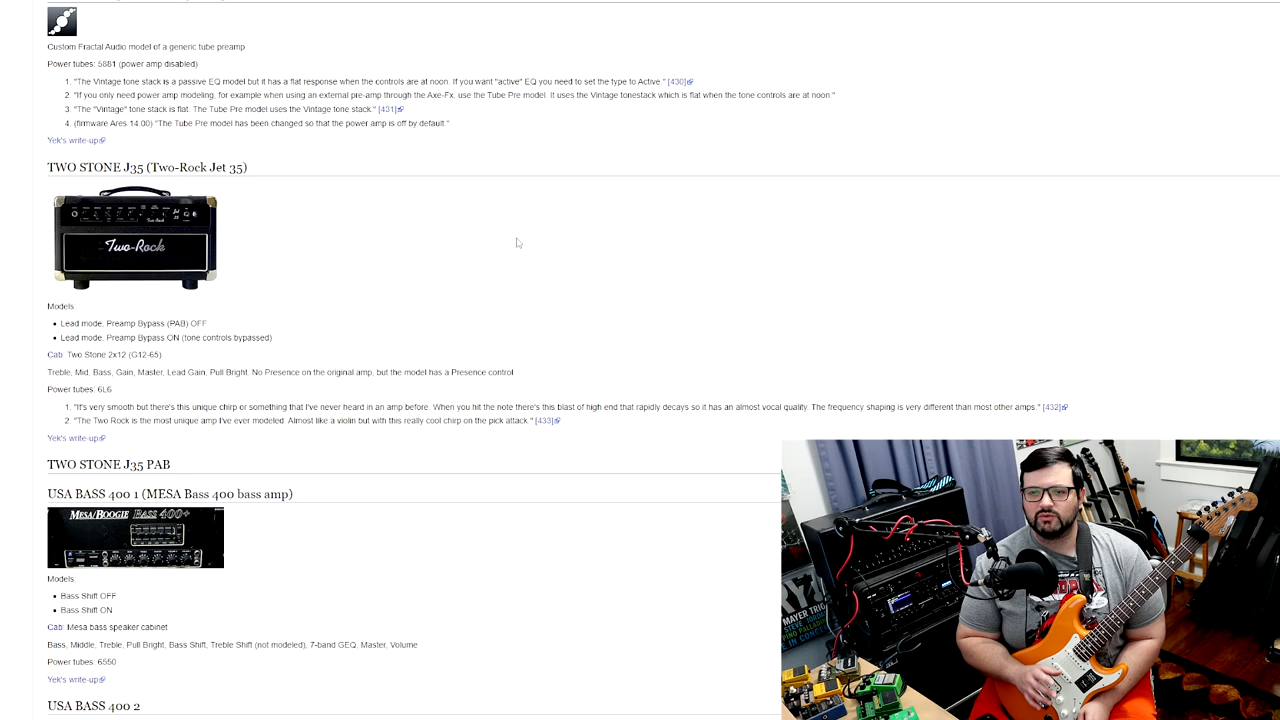 Custom Fractal Audio model of a generic tube preamp
Power tubes: 5881 (power amp disabled)
1. "The Vintage tone stack is a passive EQ model but it has a flat response when the controls are at noon. If you want "active" EQ you need to set the type to Active." [430]
2. "If you only need power amp modeling, for example when using an external pre-amp through the Axe-Fx, use the Tube Pre model. It uses the Vintage tonestack which is flat when the tone controls are at noon."
3. "The "Vintage" tone stack is flat. The Tube Pre model uses the Vintage tone stack." [431]
4. (firmware Ares 14.00) "The Tube Pre model has been changed so that the power amp is off by default."
Yek's write-up
TWO STONE J35 (Two-Rock Jet 35)
Jet 35
Two-Rock
Two-Rock
Models:
• Lead mode, Preamp Bypass (PAB) OFF
• Lead mode, Preamp Bypass ON (tone controls bypassed)
Cab: Two Stone 2x12 (G12-65)
Treble, Mid, Bass, Gain, Master, Lead Gain, Pull Bright. No Presence on the original amp, but the model has a Presence control
Power tubes: 6L6
1. "It's very smooth but there's this unique chirp or something that I've never heard in an amp before. When you hit the note there's this blast of high end that rapidly decays so it has an almost vocal quality. The frequency shaping is very different than most other amps." [432]
2. "The Two Rock is the most unique amp I've ever modeled. Almost like a violin but with this really cool chirp on the pick attack." [433]
Yek's write-up
TWO STONE J35 PAB
USA BASS 400 1 (MESA Bass 400 bass amp)
MESA/BOOGIE BASS 400+
Models:
• Bass Shift OFF
• Bass Shift ON
Cab: Mesa bass speaker cabinet
Bass, Middle, Treble, Pull Bright, Bass Shift, Treble Shift (not modeled), 7-band GEQ, Master, Volume
Power tubes: 6550
Yek's write-up
USA BASS 400 2
MAYER TRIO
STEVE JORDAN
PINO PALLADINO
IN CONCERT